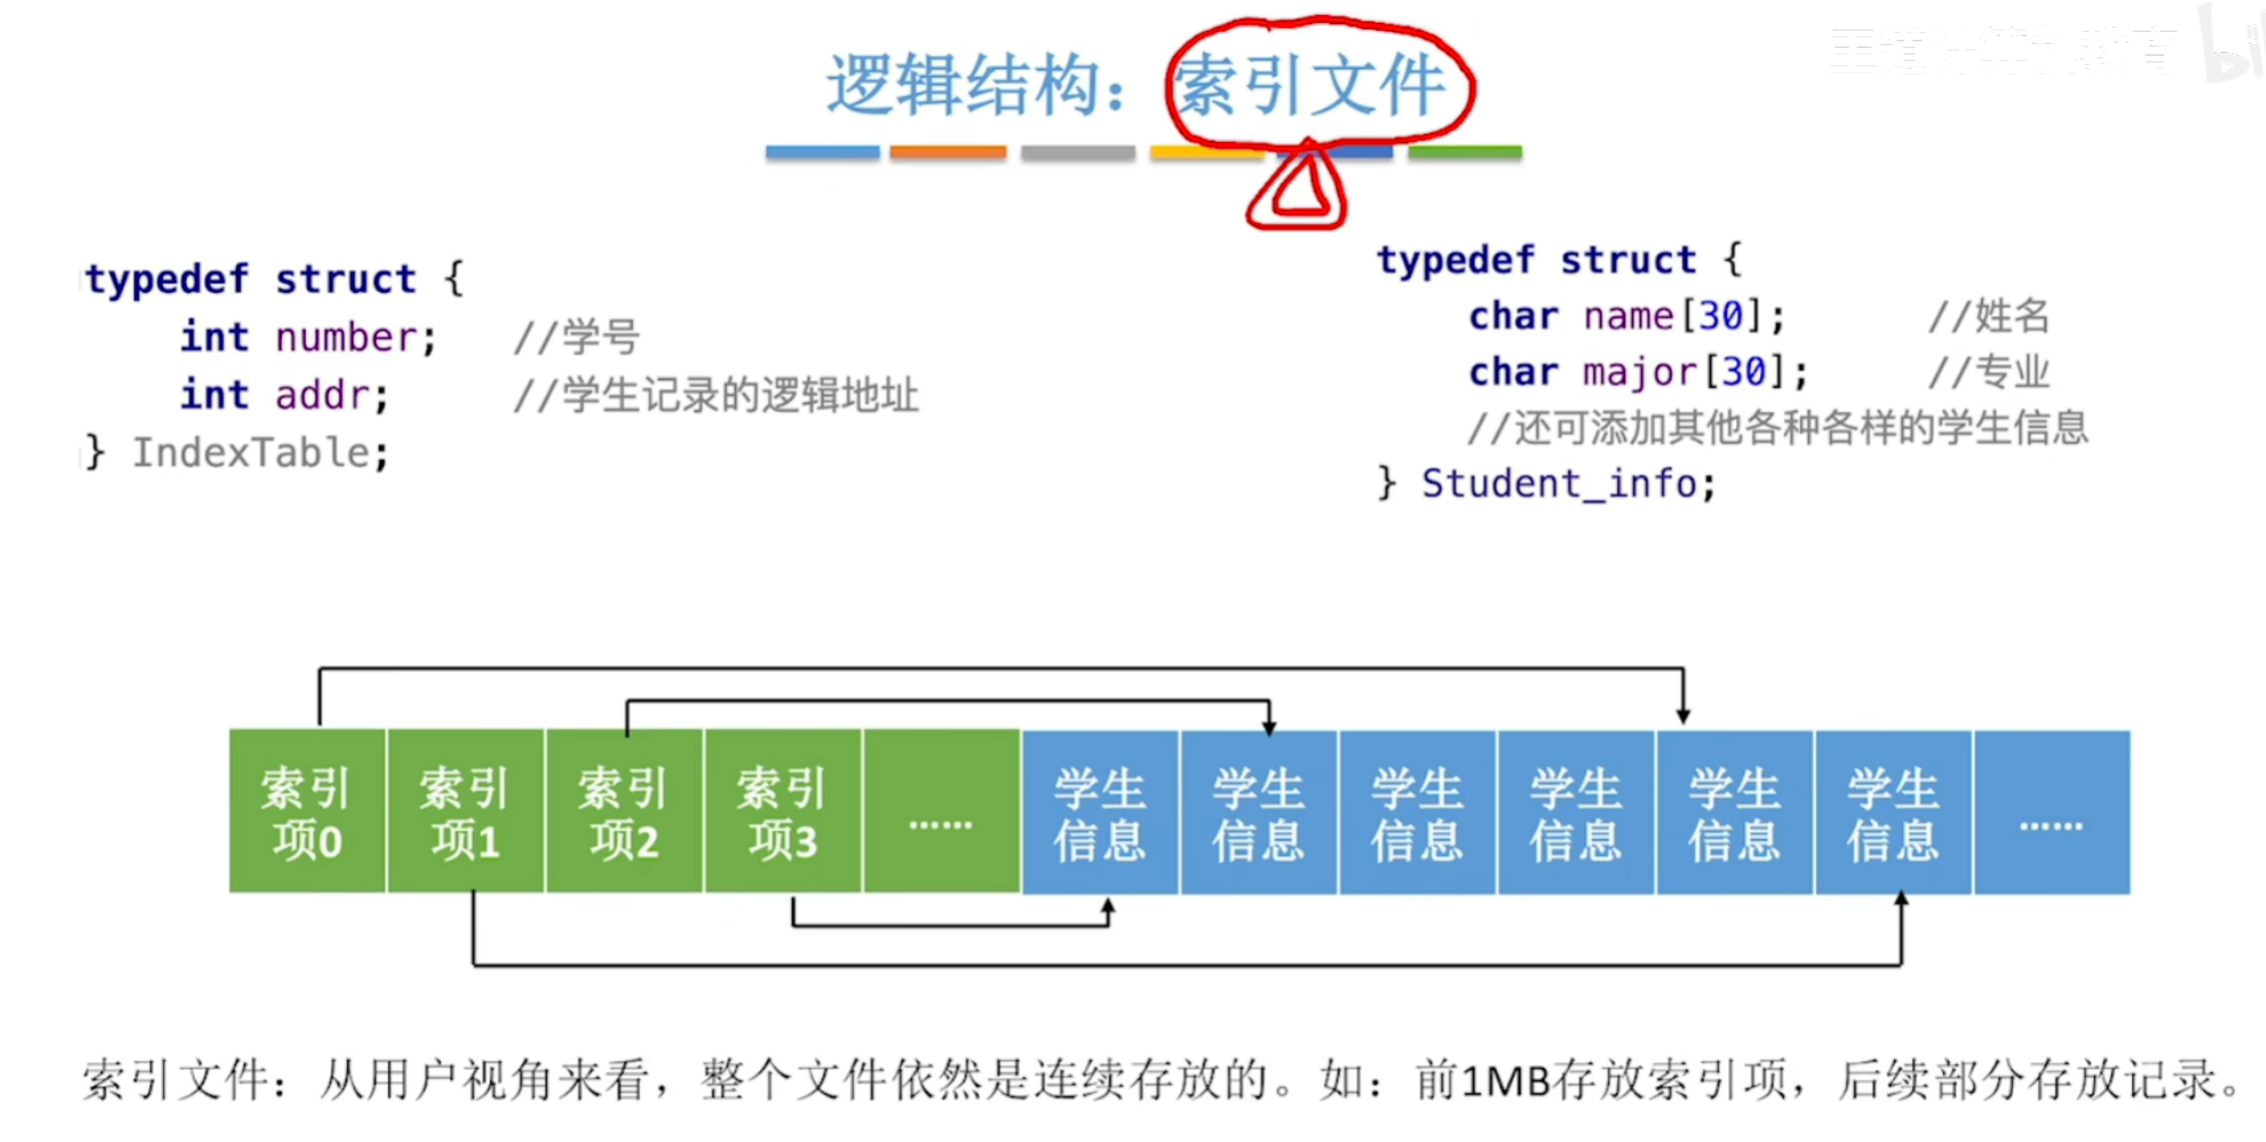 王道计算机教育
逻辑结构：索引文件
typedef struct {
int number; //学号
int addr; //学生记录的逻辑地址
} IndexTable;
typedef struct {
char name[30]; //姓名
char major[30]; //专业
//还可添加其他各种各样的学生信息
} Student_info;
索引项0 索引项1 索引项2 索引项3 …… 学生信息 学生信息 学生信息 学生信息 学生信息 学生信息 ……
索引文件：从用户视角来看，整个文件依然是连续存放的。如：前1MB存放索引项，后续部分存放记录。